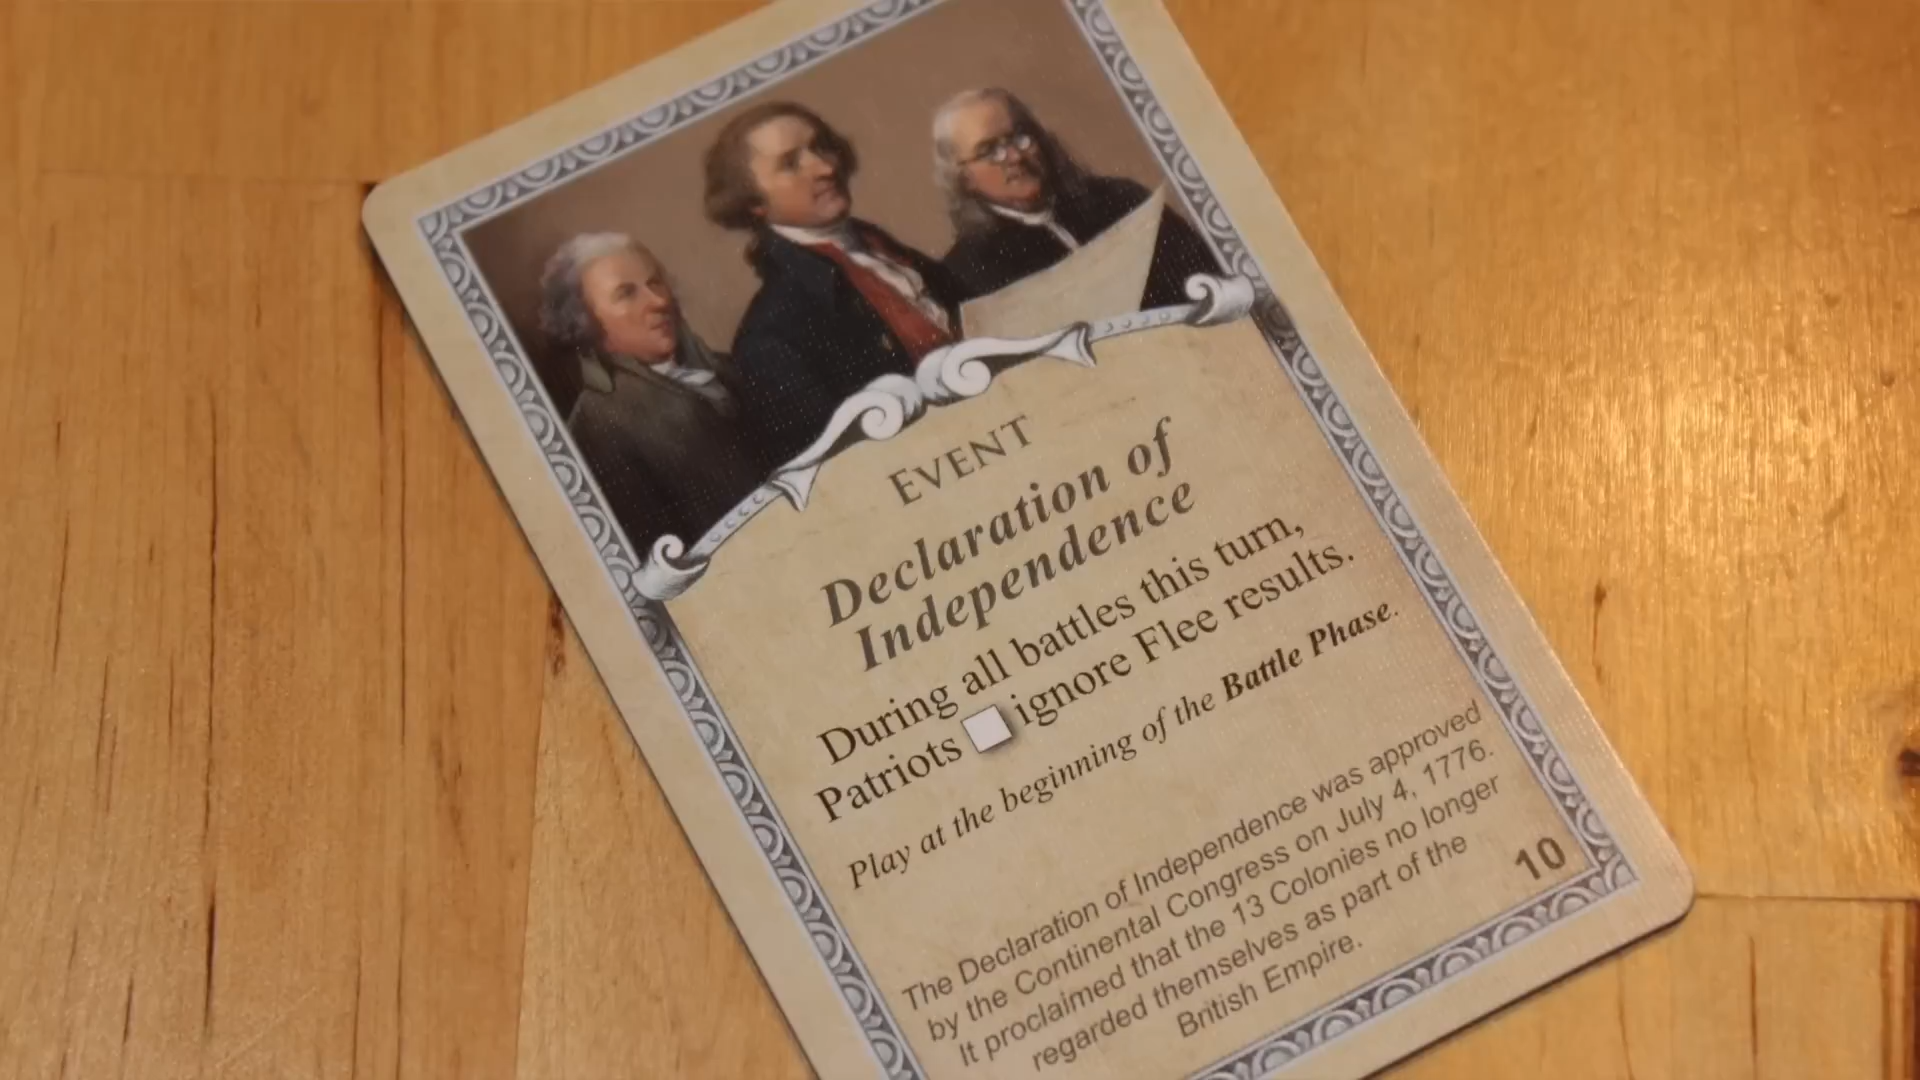 EVENT
Declaration of
Independence
During all battles this turn,
Patriots ignore Flee results.
Play at the beginning of the Battle Phase.
The Declaration of Independence was approved
by the Continental Congress on July 4, 1776.
It proclaimed that the 13 Colonies no longer
regarded themselves as part of the
British Empire.
10